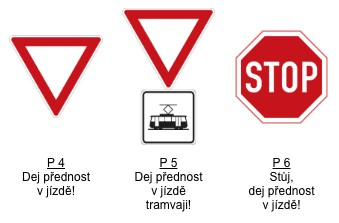 STOP
P 4
Dej přednost
v jízdě!
P 5
Dej přednost
v jízdě
tramvaji!
P 6
Stůj,
dej přednost
v jízdě!